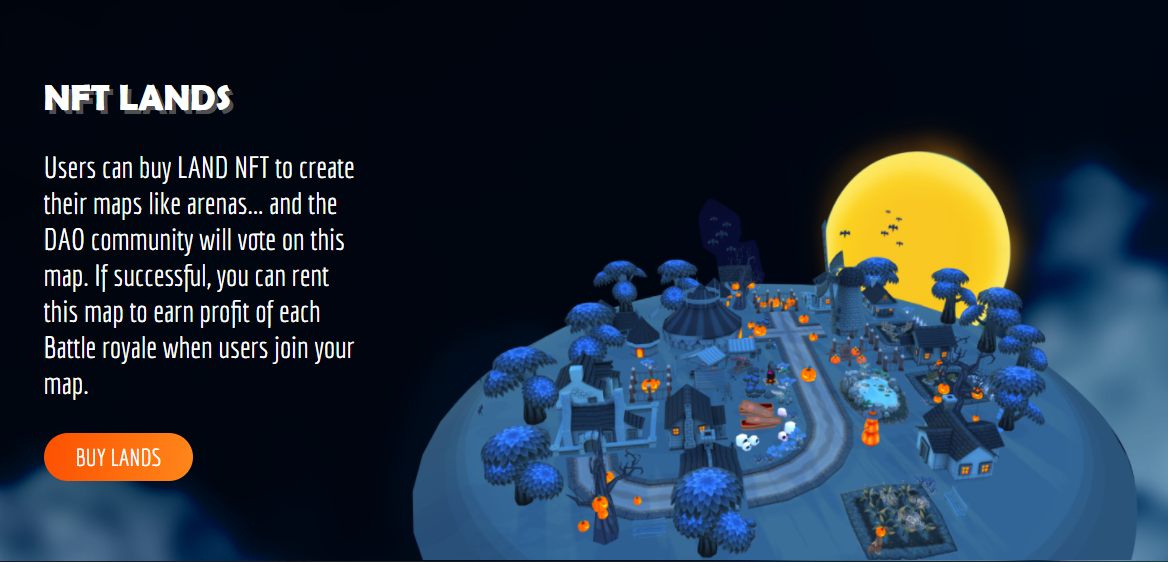 NFT LANDS
Users can buy LAND NFT to create
their maps like arenas... and the
DAO community will vote on this
map. If successful, you can rent
this map to earn profit of each
Battle royale when users join your
map.
BUY LANDS